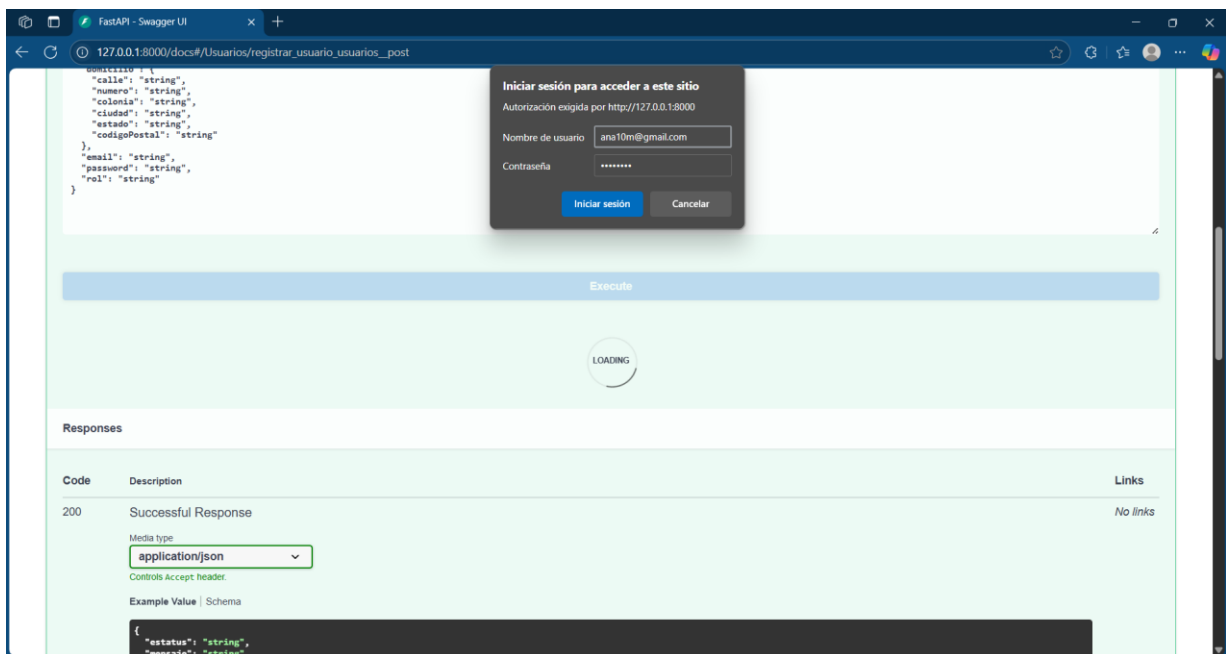 FastAPI - Swagger UI
127.0.0.1:8000/docs#/Usuarios/registrar_usuario_usuarios__post
"domicilio": {
"calle": "string",
"numero": "string",
"colonia": "string",
"ciudad": "string",
"estado": "string",
"codigoPostal": "string"
},
"email": "string",
"password": "string",
"rol": "string"
}
Iniciar sesión para acceder a este sitio
Autorización exigida por http://127.0.0.1:8000
Nombre de usuario ana10m@gmail.com
Contraseña ••••••••
Iniciar sesión Cancelar
Execute
LOADING
Responses
Code Description Links
200 Successful Response No links
Media type
application/json
Controls Accept header.
Example Value | Schema
{
"estatus": "string",
"mensaje": "string"